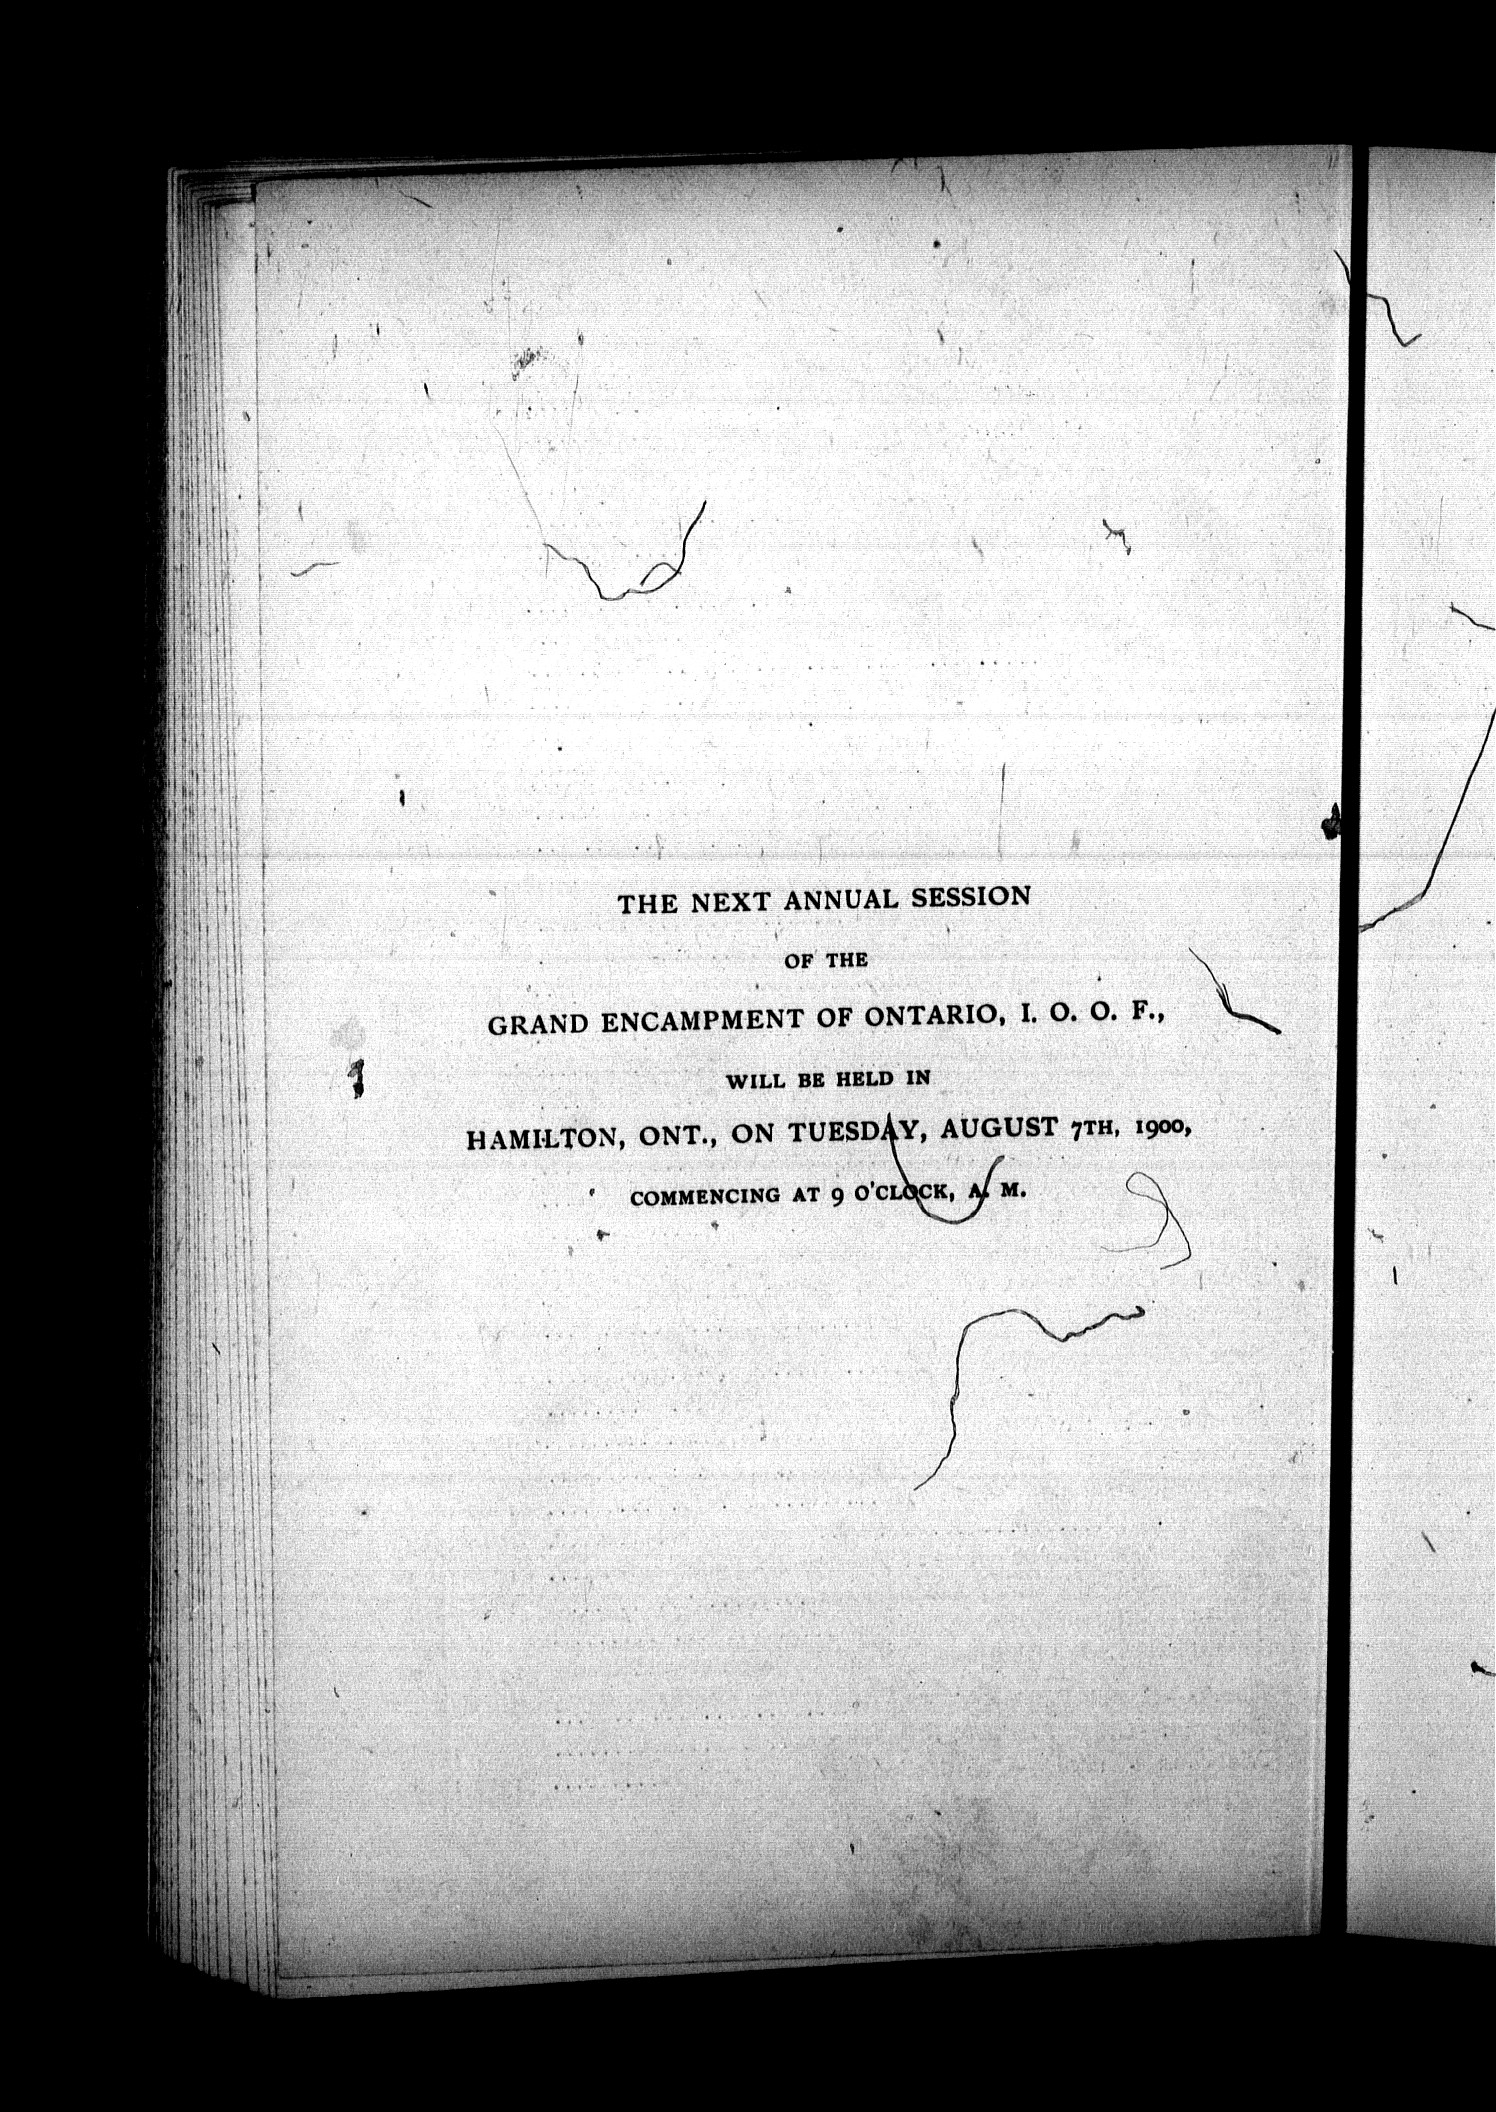 THE NEXT ANNUAL SESSION
OF THE
GRAND ENCAMPMENT OF ONTARIO, I. O. O. F.,
WILL BE HELD IN
HAMILTON, ONT., ON TUESDAY, AUGUST 7TH, 1900,
COMMENCING AT 9 O'CLOCK, A. M.